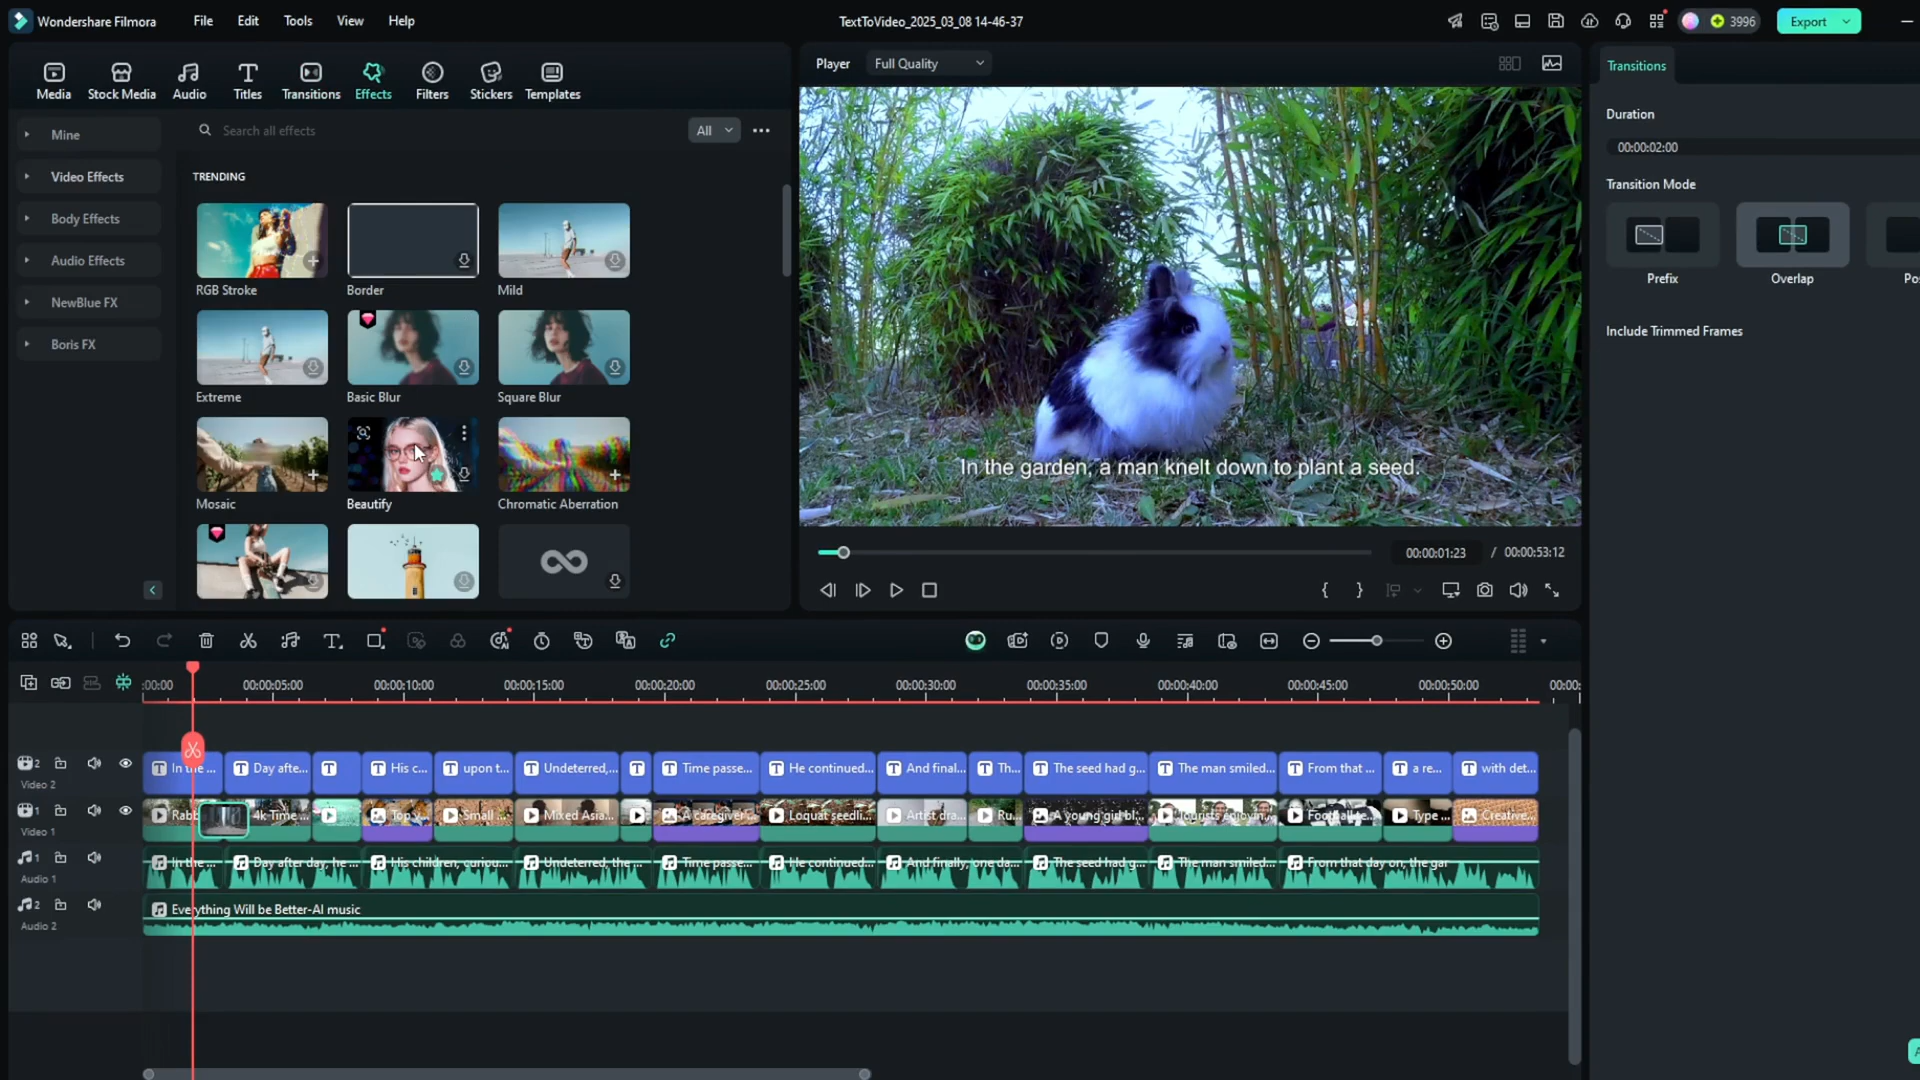 Wondershare Filmora
File
Edit
Tools
View
Help
TextToVideo_2025_03_08 14-46-37
3996
Export
Media
Stock Media
Audio
Titles
Transitions
Effects
Filters
Stickers
Templates
Mine
Video Effects
Body Effects
Audio Effects
NewBlue FX
Boris FX
Search all effects
All
TRENDING
RGB Stroke
Border
Mild
Extreme
Basic Blur
Square Blur
Mosaic
Beautify
Chromatic Aberration
Player
Full Quality
In the garden, a man knelt down to plant a seed.
00:00:01:23 / 00:00:53:12
Transitions
Duration
00:00:02:00
Transition Mode
Prefix
Overlap
Include Trimmed Frames
:00:00
00:00:05:00
00:00:10:00
00:00:15:00
00:00:20:00
00:00:25:00
00:00:30:00
00:00:35:00
00:00:40:00
00:00:45:00
00:00:50:00
00:00:
2
Video 2
In the ...
Day afte...
His c...
upon t...
Undeterred,...
Time passe...
He continued...
And final...
Th...
The seed had g...
The man smiled...
From that ...
a re...
with det...
1
Video 1
Rabb
4k Time...
Top v...
Small ...
Mixed Asia...
A caregiver...
Loquat seedli...
Artist dra...
Ru...
A young girl bl...
Tourists enjoyin...
Football te...
Type ...
Creative...
1
Audio 1
In the ...
Day after day, he ...
His children, curiou...
Undeterred, the ...
Time passe...
He continued...
And finally, one da...
The seed had g...
The man smiled...
From that day on, the gar
2
Audio 2
Everything Will be Better-AI music